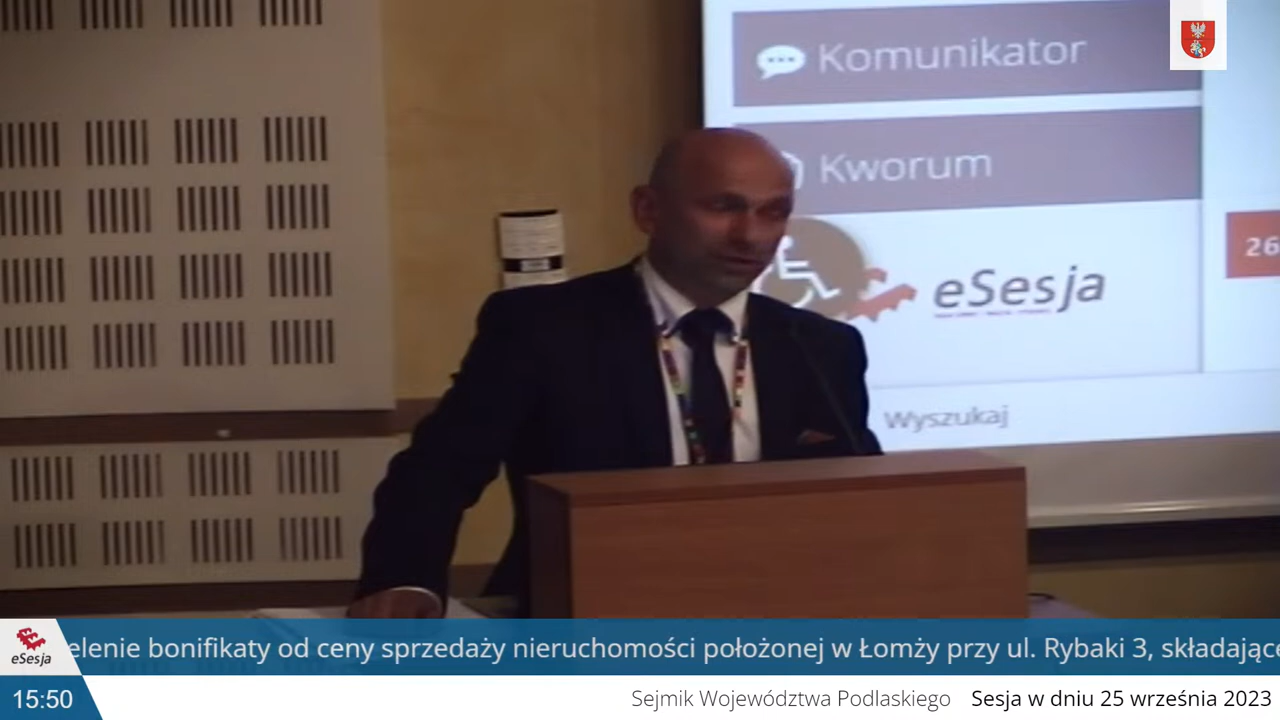 Komunikator
Kworum
26
eSesja
Wyszukaj
elenie bonifikaty od ceny sprzedaży nieruchomości położonej w Łomży przy ul. Rybaki 3, składające
eSesja
15:50
Sejmik Województwa Podlaskiego Sesja w dniu 25 września 2023